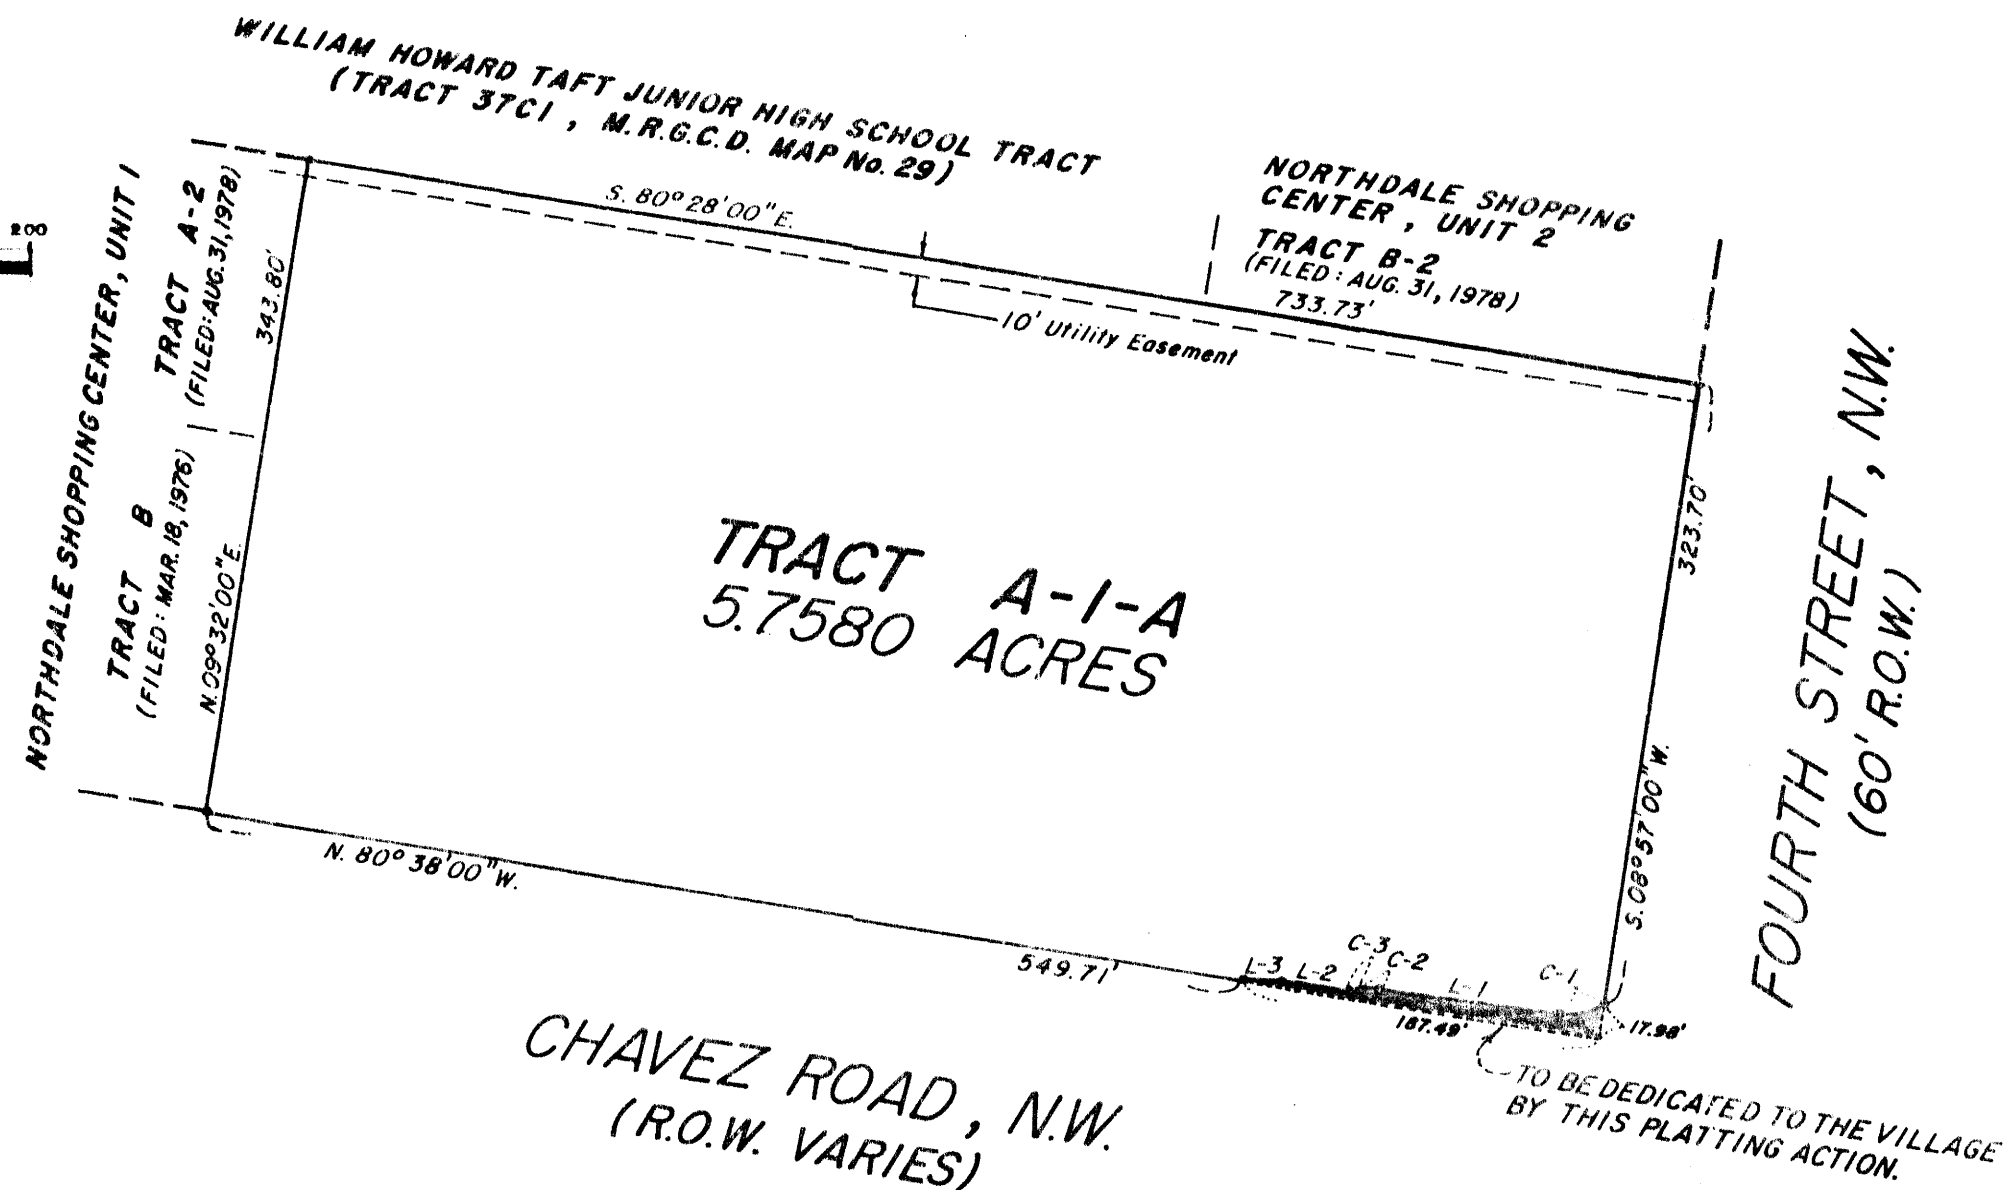 WILLIAM HOWARD TAFT JUNIOR HIGH SCHOOL TRACT
(TRACT 37C1 , M.R.G.C.D. MAP No. 29)
NORTHDALE SHOPPING
CENTER , UNIT 2
TRACT B-2
(FILED: AUG. 31, 1978)
733.73'
S. 80° 28' 00" E.
10' Utility Easement
200
NORTHDALE SHOPPING CENTER, UNIT 1
TRACT A-2
(FILED: AUG. 31, 1978)
343.80'
TRACT B
(FILED: MAR. 18, 1976)
N. 09° 32' 00" E.
TRACT A-1-A
5.7580 ACRES
323.70'
S. 08° 57' 00" W.
FOURTH STREET , N.W.
(60' R.O.W.)
N. 80° 38' 00" W.
549.71'
L-3
L-2
C-3
C-2
L-1
C-1
187.49'
17.98'
TO BE DEDICATED TO THE VILLAGE
BY THIS PLATTING ACTION.
CHAVEZ ROAD , N.W.
(R.O.W. VARIES)